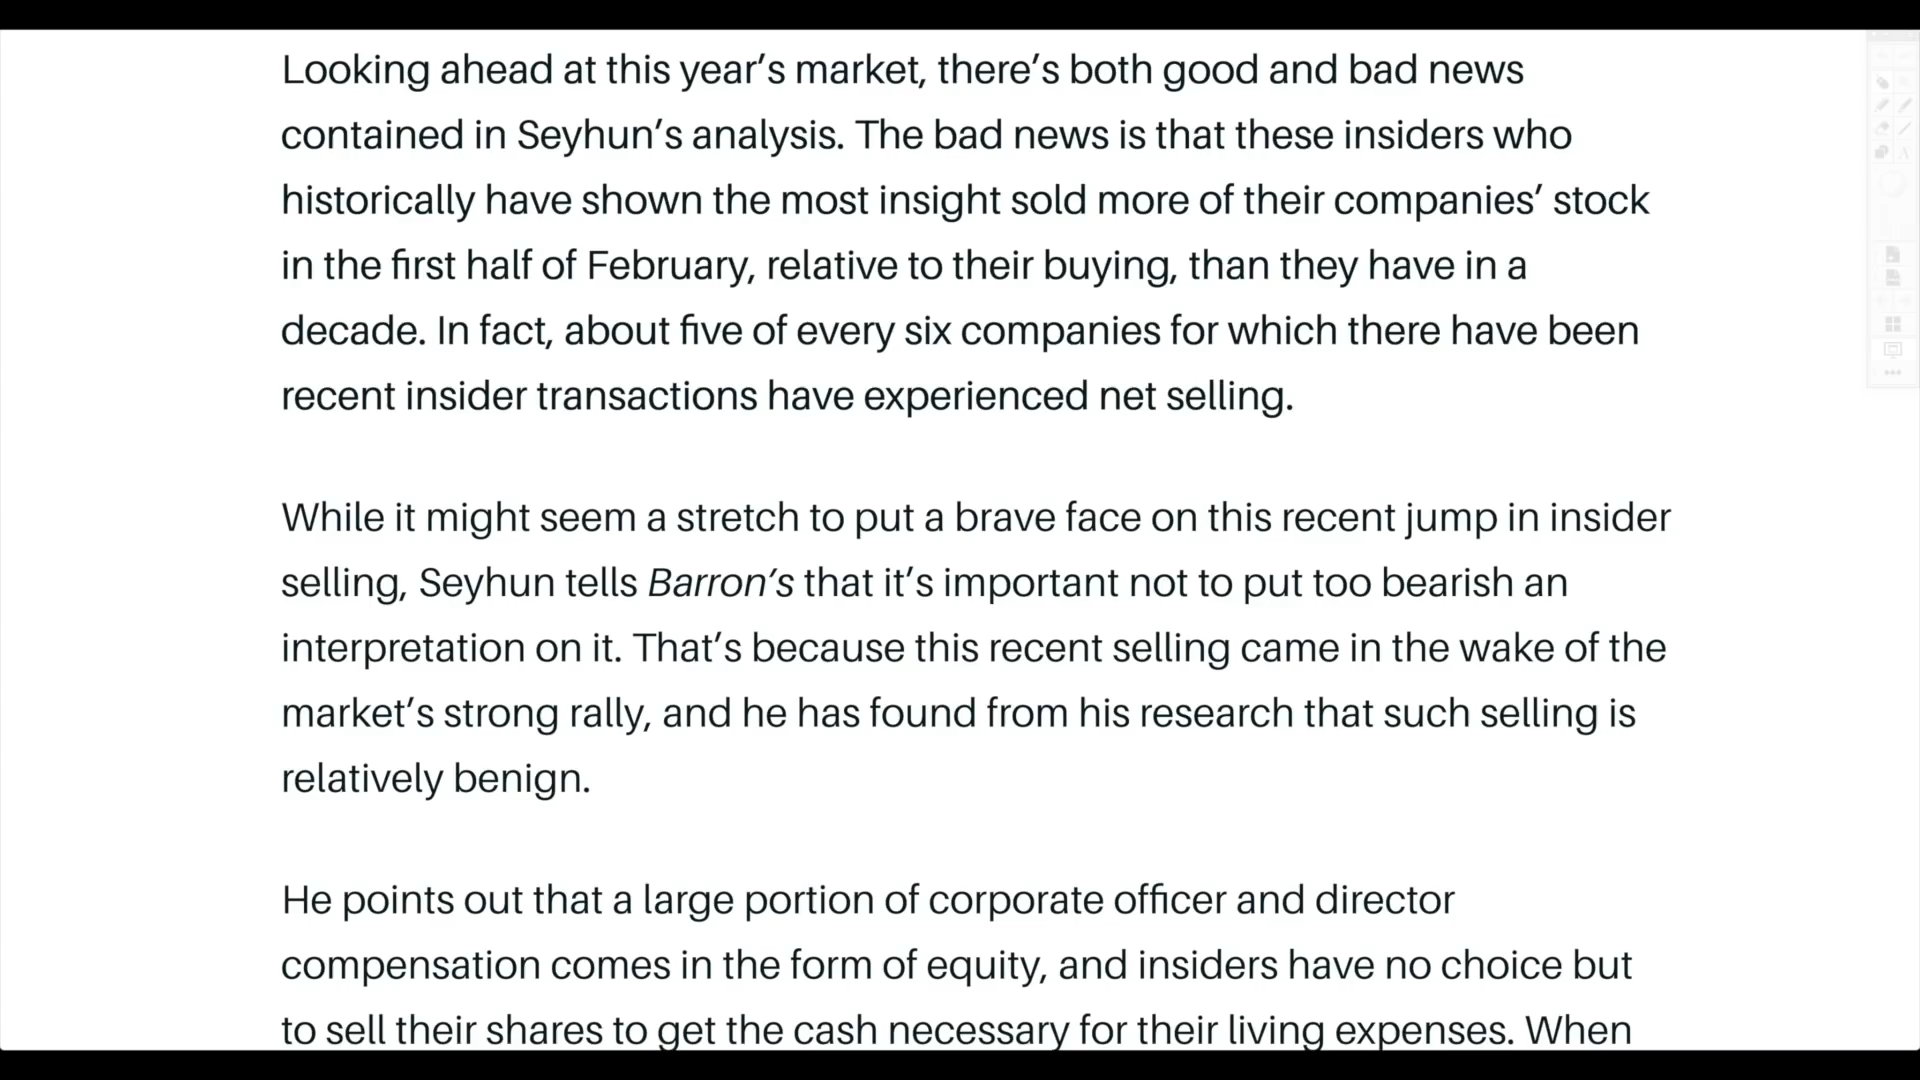 Looking ahead at this year’s market, there’s both good and bad news
contained in Seyhun’s analysis. The bad news is that these insiders who
historically have shown the most insight sold more of their companies’ stock
in the first half of February, relative to their buying, than they have in a
decade. In fact, about five of every six companies for which there have been
recent insider transactions have experienced net selling.
While it might seem a stretch to put a brave face on this recent jump in insider
selling, Seyhun tells Barron’s that it’s important not to put too bearish an
interpretation on it. That’s because this recent selling came in the wake of the
market’s strong rally, and he has found from his research that such selling is
relatively benign.
He points out that a large portion of corporate officer and director
compensation comes in the form of equity, and insiders have no choice but
to sell their shares to get the cash necessary for their living expenses. When